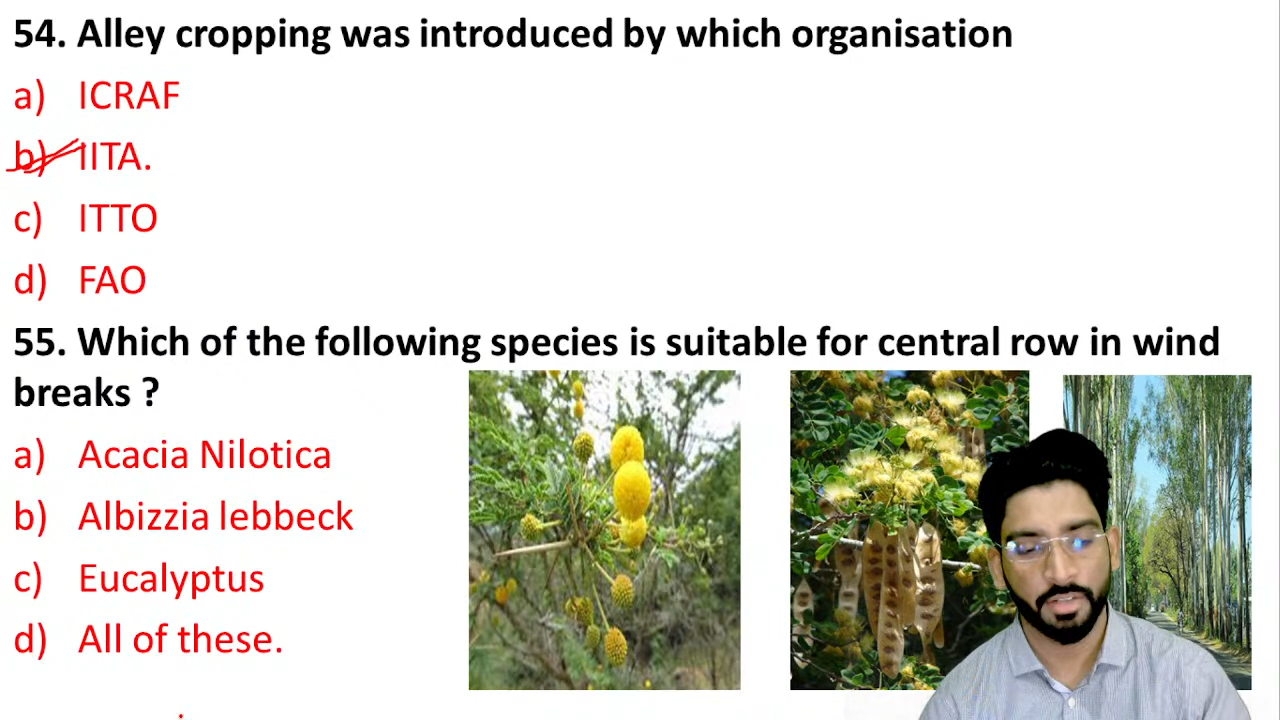 54. Alley cropping was introduced by which organisation
a) ICRAF
b) IITA.
c) ITTO
d) FAO
55. Which of the following species is suitable for central row in wind
breaks ?
a) Acacia Nilotica
b) Albizzia lebbeck
c) Eucalyptus
d) All of these.